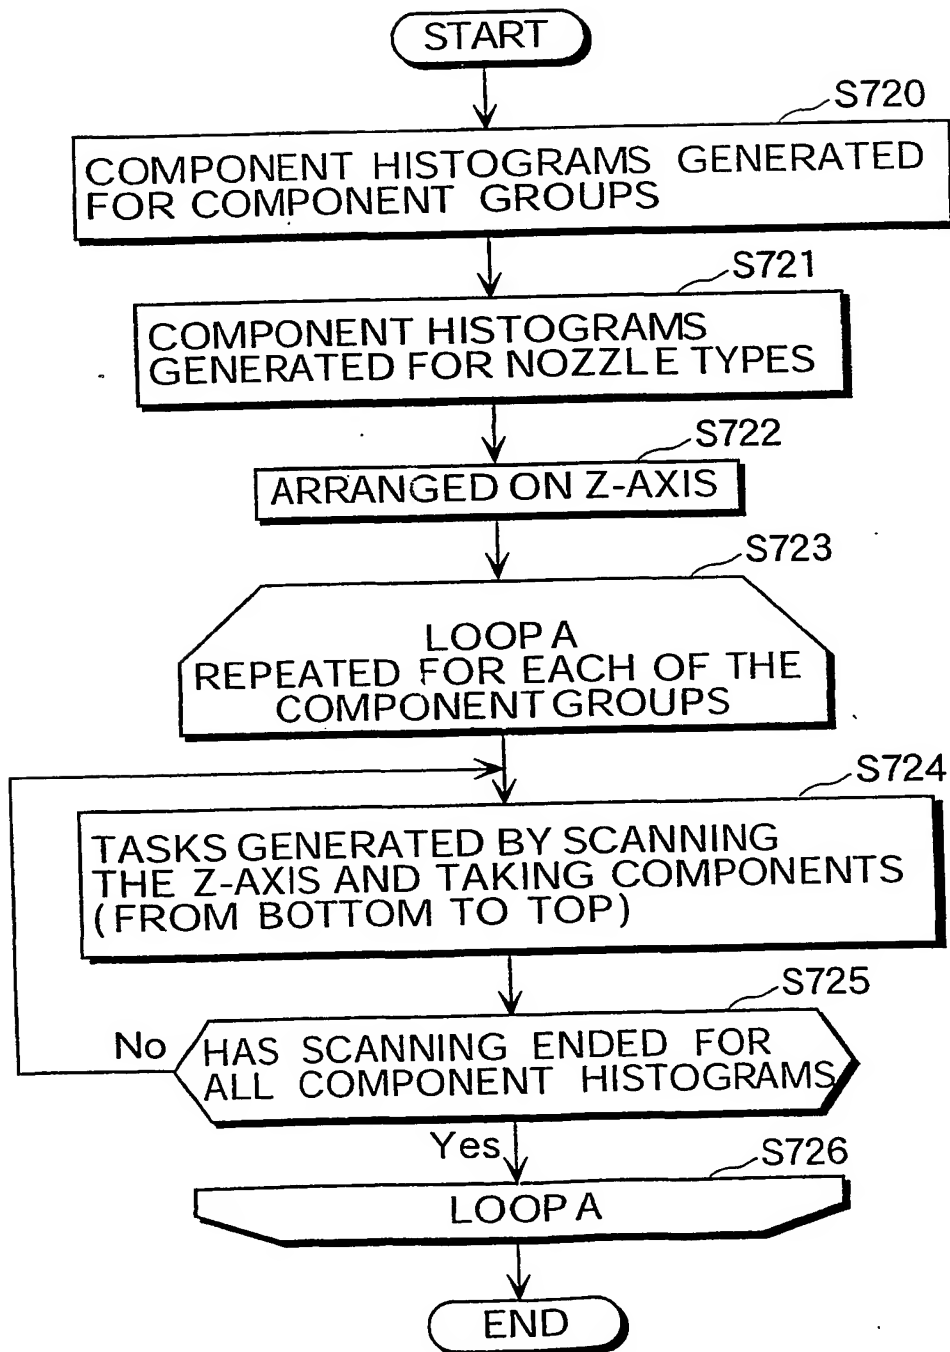 START
S720
COMPONENT HISTOGRAMS GENERATED
FOR COMPONENT GROUPS
S721
COMPONENT HISTOGRAMS
GENERATED FOR NOZZLE TYPES
S722
ARRANGED ON Z-AXIS
S723
LOOP A
REPEATED FOR EACH OF THE
COMPONENT GROUPS
S724
TASKS GENERATED BY SCANNING
THE Z-AXIS AND TAKING COMPONENTS
(FROM BOTTOM TO TOP)
S725
No
HAS SCANNING ENDED FOR
ALL COMPONENT HISTOGRAMS
Yes
S726
LOOP A
END